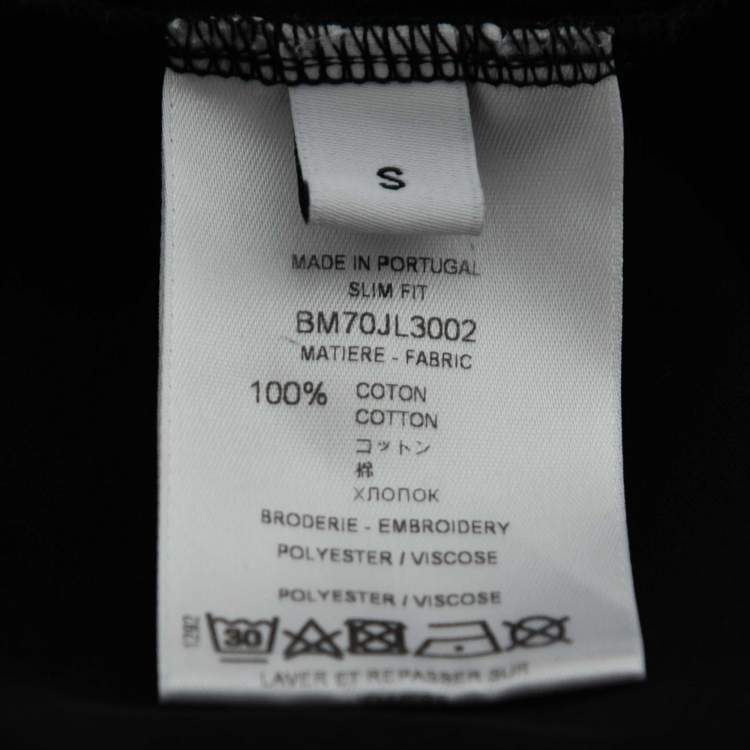 S
MADE IN PORTUGAL
SLIM FIT
BM70JL3002
MATIERE - FABRIC
100% COTON
COTTON
コットン
棉
ХЛОПОК
BRODERIE - EMBROIDERY
POLYESTER / VISCOSE
POLYESTER / VISCOSE
1292
30
LAVER ET REPASSER SUR